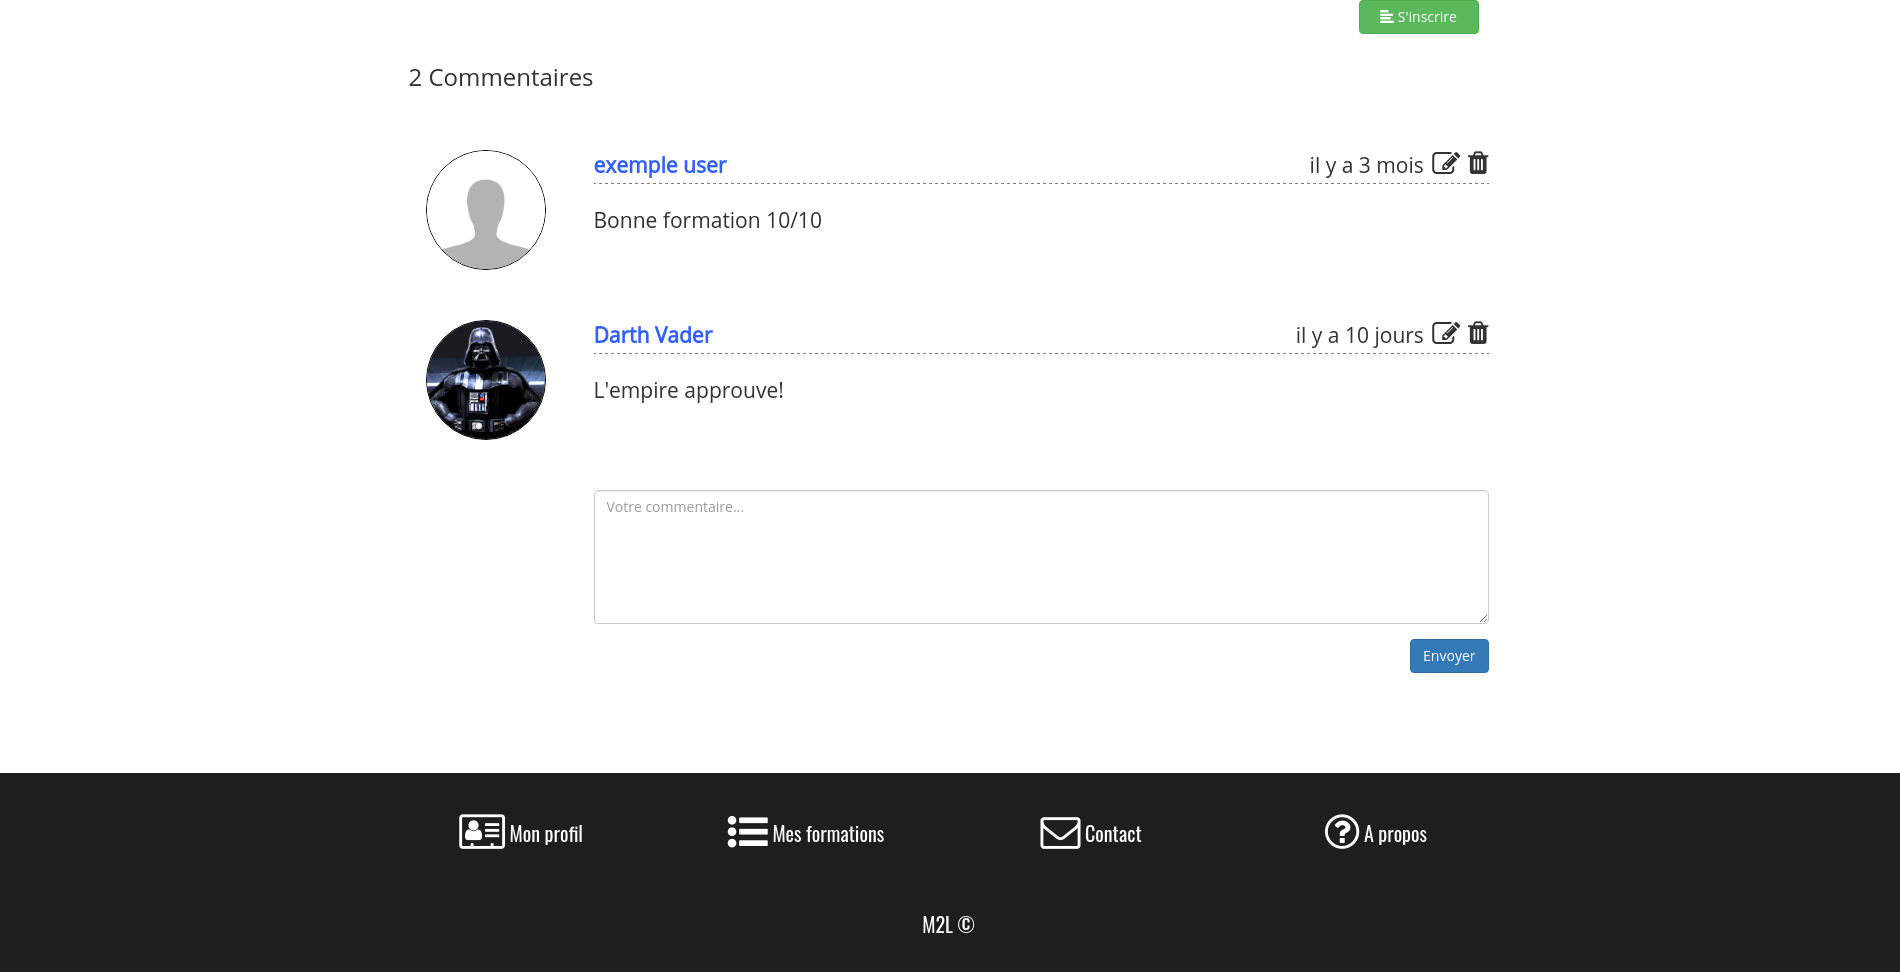 S'inscrire
2 Commentaires
exemple user il y a 3 mois
Bonne formation 10/10
Darth Vader il y a 10 jours
L'empire approuve!
Votre commentaire...
Envoyer
Mon profil Mes formations Contact A propos
M2L ©